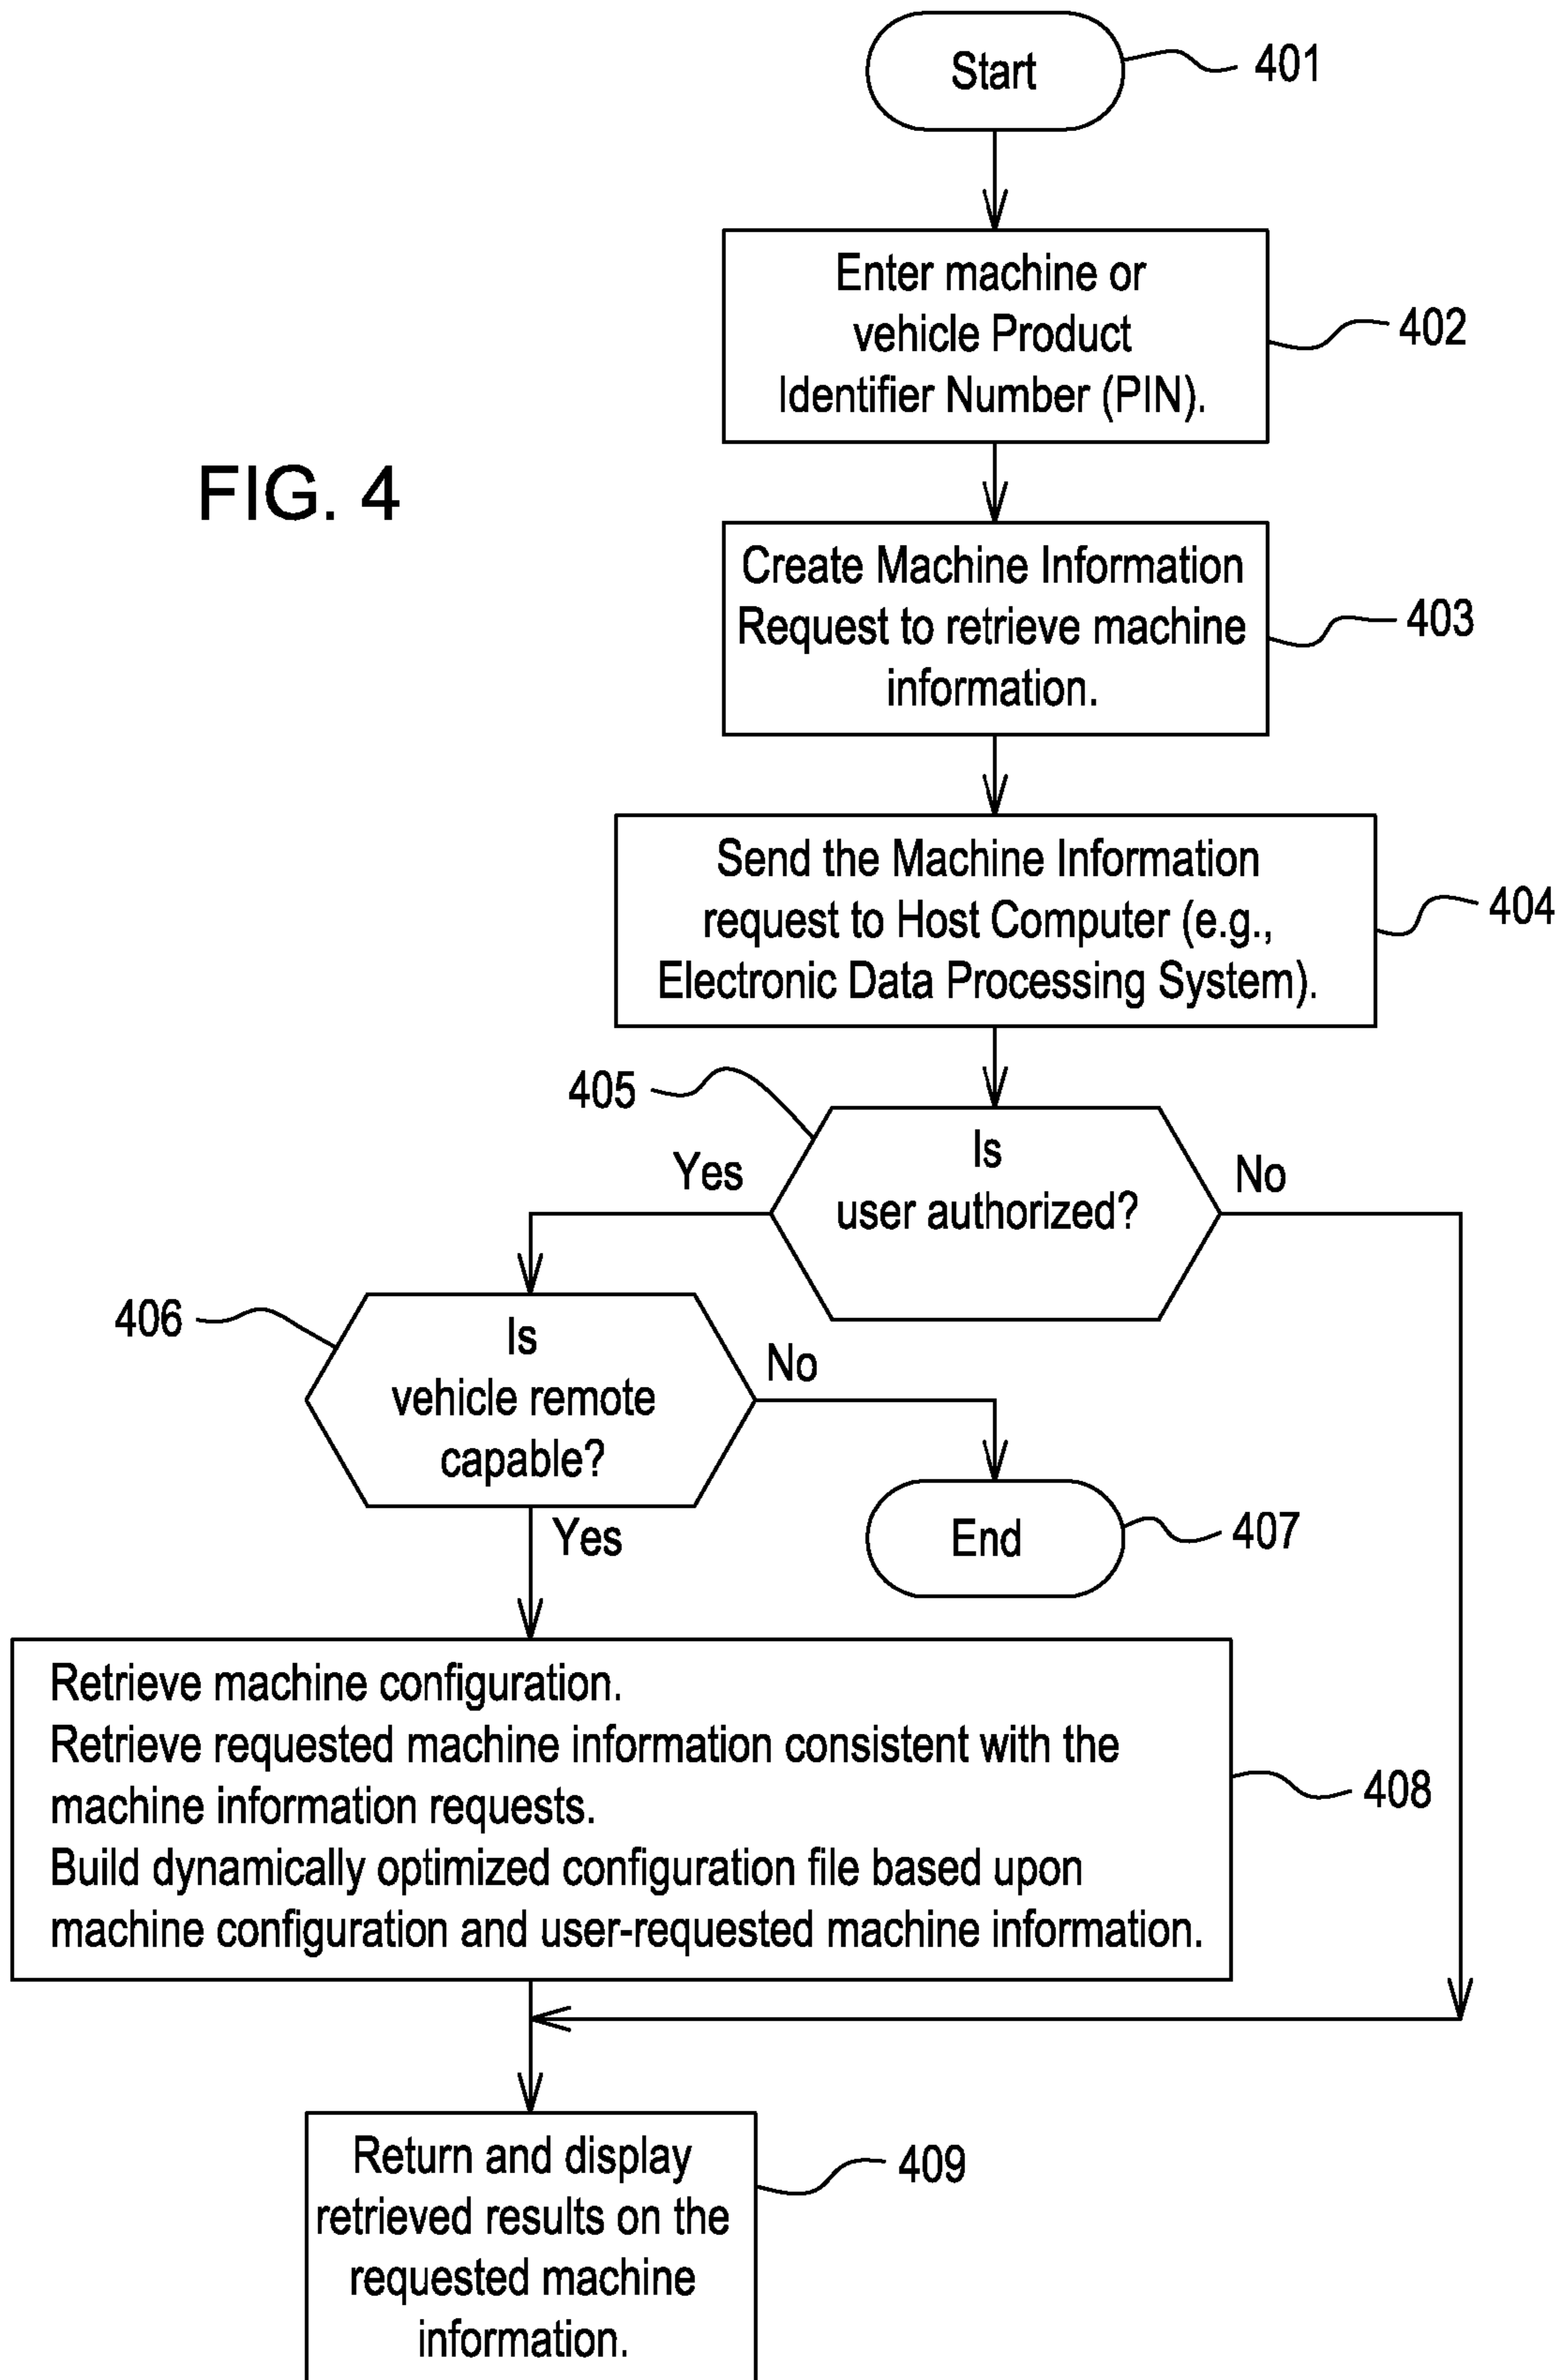 Start
401
Enter machine or
vehicle Product
Identifier Number (PIN).
402
FIG. 4
Create Machine Information
Request to retrieve machine
information.
403
Send the Machine Information
request to Host Computer (e.g.,
Electronic Data Processing System).
404
405
Yes
Is
user authorized?
No
406
Is
vehicle remote
capable?
No
Yes
End
407
Retrieve machine configuration.
Retrieve requested machine information consistent with the
machine information requests.
Build dynamically optimized configuration file based upon
machine configuration and user-requested machine information.
408
Return and display
retrieved results on the
requested machine
information.
409